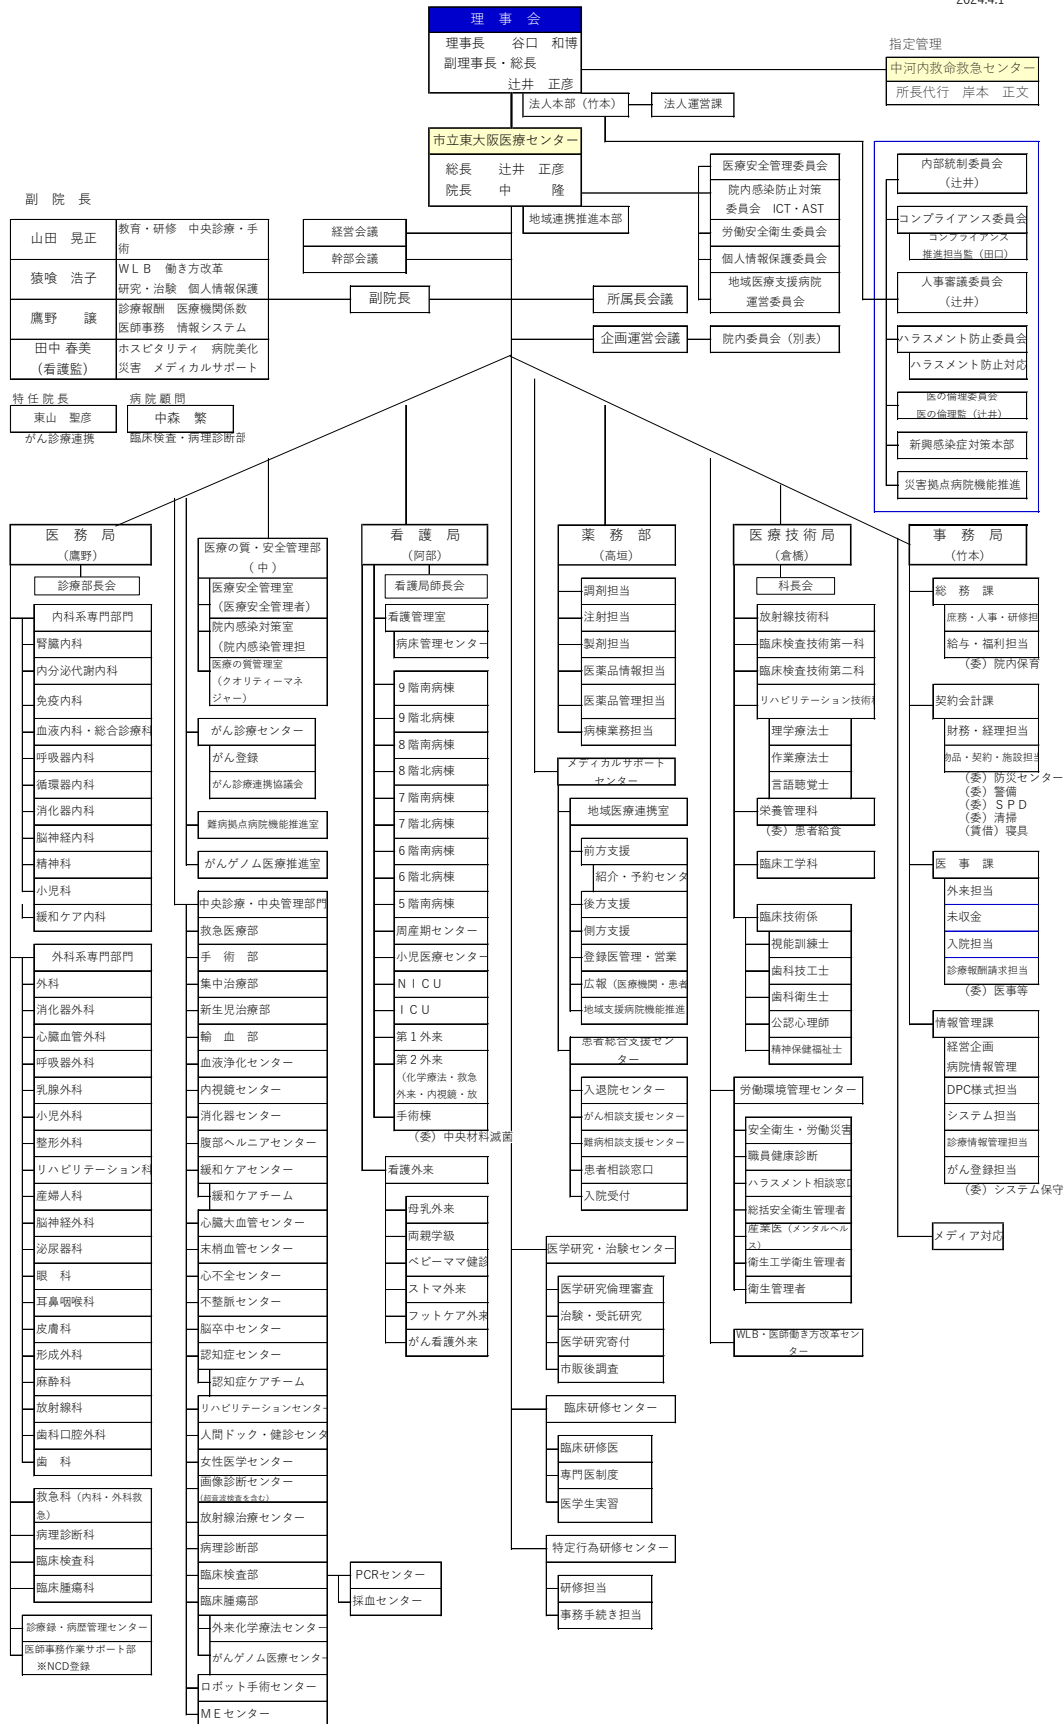 2024.4.1
理 事 会
理事長 谷口 和博
副理事長・総長
辻井 正彦
指定管理
中河内救命救急センター
所長代行 岸本 正文
法人本部（竹本）
法人運営課
市立東大阪医療センター
総長 辻井 正彦
院長 中 隆
地域連携推進本部
医療安全管理委員会
院内感染防止対策
委員会 ICT・AST
労働安全衛生委員会
個人情報保護委員会
地域医療支援病院
運営委員会
内部統制委員会
（辻井）
コンプライアンス委員会
コンプライアンス
推進担当監（田口）
人事審議委員会
（辻井）
ハラスメント防止委員会
ハラスメント防止対応
医の倫理委員会
医の倫理監（辻井）
新興感染症対策本部
災害拠点病院機能推進
副 院 長
山田 晃正
教育・研修 中央診療・手
術
猿喰 浩子
ＷＬＢ 働き方改革
研究・治験 個人情報保護
鷹野 譲
診療報酬 医療機関係数
医師事務 情報システム
田中 春美
（看護監）
ホスピタリティ 病院美化
災害 メディカルサポート
経営会議
幹部会議
副院長
所属長会議
企画運営会議
院内委員会（別表）
特任院長
東山 聖彦
がん診療連携
病院顧問
中森 繁
臨床検査・病理診断部
医 務 局
（鷹野）
診療部長会
内科系専門部門
腎臓内科
内分泌代謝内科
免疫内科
血液内科・総合診療科
呼吸器内科
循環器内科
消化器内科
脳神経内科
精神科
小児科
緩和ケア内科
外科系専門部門
外科
消化器外科
心臓血管外科
呼吸器外科
乳腺外科
小児外科
整形外科
リハビリテーション科
産婦人科
脳神経外科
泌尿器科
眼 科
耳鼻咽喉科
皮膚科
形成外科
麻酔科
放射線科
歯科口腔外科
歯 科
救急科（内科・外科救
急）
病理診断科
臨床検査科
臨床腫瘍科
診療録・病歴管理センター
医師事務作業サポート部
※NCD登録
医療の質・安全管理部
（中）
医療安全管理室
（医療安全管理者）
院内感染対策室
（院内感染管理担
医療の質管理室
（クオリティーマネ
ジャー）
がん診療センター
がん登録
がん診療連携協議会
難病拠点病院機能推進室
がんゲノム医療推進室
中央診療・中央管理部門
救急医療部
手 術 部
集中治療部
新生児治療部
輸 血 部
血液浄化センター
内視鏡センター
消化器センター
腹部ヘルニアセンター
緩和ケアセンター
緩和ケアチーム
心臓大血管センター
末梢血管センター
心不全センター
不整脈センター
脳卒中センター
認知症センター
認知症ケアチーム
リハビリテーションセンター
人間ドック・健診センタ
女性医学センター
画像診断センター
（超音波検査を含む）
放射線治療センター
病理診断部
臨床検査部
PCRセンター
採血センター
臨床腫瘍部
外来化学療法センター
がんゲノム医療センター
ロボット手術センター
ＭＥセンター
看 護 局
（阿部）
看護局師長会
看護管理室
病床管理センター
９階南病棟
９階北病棟
８階南病棟
８階北病棟
７階南病棟
７階北病棟
６階南病棟
６階北病棟
５階南病棟
周産期センター
小児医療センター
ＮＩＣＵ
ＩＣＵ
第１外来
第２外来
（化学療法・救急
外来・内視鏡・放
手術棟
（委）中央材料滅菌
看護外来
母乳外来
両親学級
ベビーママ健診
ストマ外来
フットケア外来
がん看護外来
薬 務 部
（高垣）
調剤担当
注射担当
製剤担当
医薬品情報担当
医薬品管理担当
病棟業務担当
メディカルサポート
センター
地域医療連携室
前方支援
紹介・予約センタ
後方支援
側方支援
登録医管理・営業
広報（医療機関・患者
地域支援病院機能推進
患者総合支援セン
ター
入退院センター
がん相談支援センター
難病相談支援センター
患者相談窓口
入院受付
医学研究・治験センター
医学研究倫理審査
治験・受託研究
医学研究寄付
市販後調査
臨床研修センター
臨床研修医
専門医制度
医学生実習
特定行為研修センター
研修担当
事務手続き担当
医療技術局
（倉橋）
科長会
放射線技術科
臨床検査技術第一科
臨床検査技術第二科
リハビリテーション技術科
理学療法士
作業療法士
言語聴覚士
栄養管理科
（委）患者給食
臨床工学科
臨床技術係
視能訓練士
歯科技工士
歯科衛生士
公認心理師
精神保健福祉士
労働環境管理センター
安全衛生・労働災害
職員健康診断
ハラスメント相談窓口
総括安全衛生管理者
産業医（メンタルヘル
ス）
衛生工学衛生管理者
衛生管理者
WLB・医師働き方改革セン
ター
事 務 局
（竹本）
総 務 課
庶務・人事・研修担
給与・福利担当
（委）院内保育
契約会計課
財務・経理担当
物品・契約・施設担当
（委）防災センター
（委）警備
（委）ＳＰＤ
（委）清掃
（賃借）寝具
医 事 課
外来担当
未収金
入院担当
診療報酬請求担当
（委）医事等
情報管理課
経営企画
病院情報管理
DPC様式担当
システム担当
診療情報管理担当
がん登録担当
（委）システム保守
メディア対応